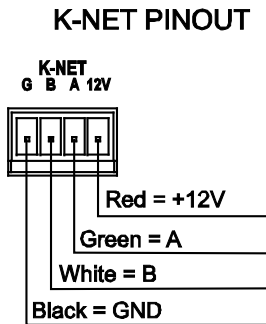 K-NET PINOUT
K-NET
G B A 12V
Red = +12V
Green = A
White = B
Black = GND